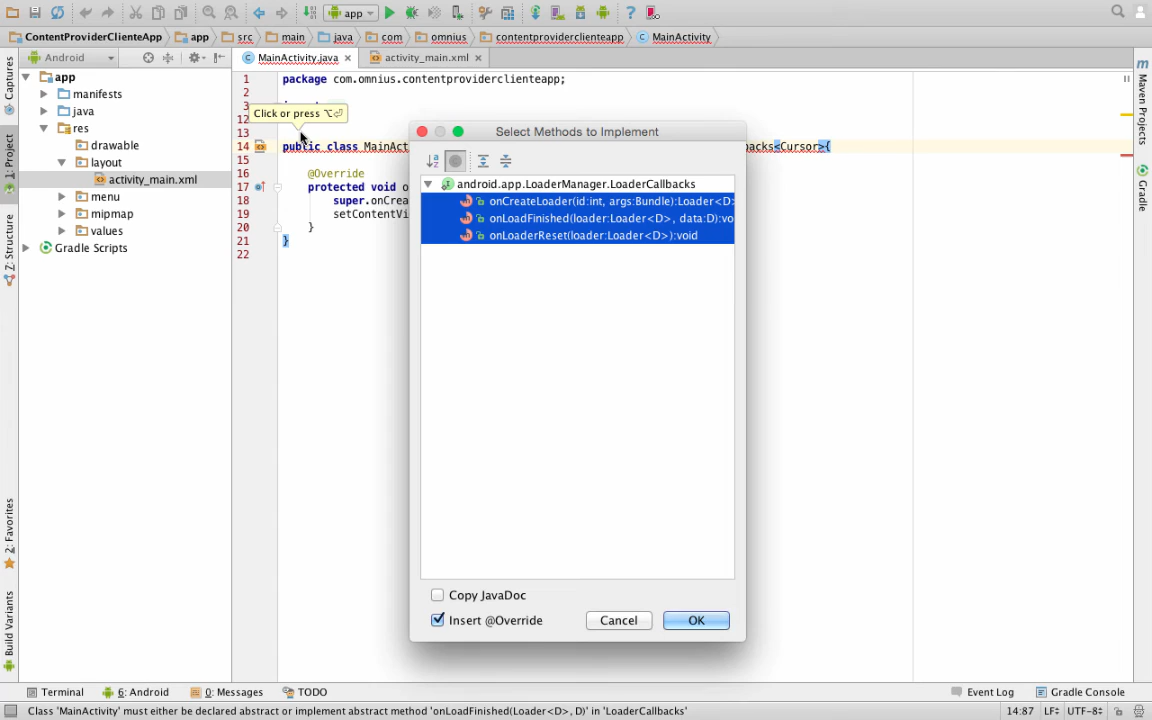 app
ContentProviderClienteApp app src main java com omnius contentproviderclienteapp MainActivity
Android
MainActivity.java
activity_main.xml
Captures
1: Project
Z: Structure
2: Favorites
Build Variants
app
manifests
java
res
drawable
layout
activity_main.xml
menu
mipmap
values
Gradle Scripts
1 package com.omnius.contentproviderclienteapp;
2
3
Click or press ⌥⏎
12
13
14 public class MainAct
acks<Cursor>{
15
16 @Override
17 protected void o
18 super.onCrea
19 setContentVi
20 }
21 }
22
Select Methods to Implement
android.app.LoaderManager.LoaderCallbacks
onCreateLoader(id:int, args:Bundle):Loader<D>
onLoadFinished(loader:Loader<D>, data:D):vo
onLoaderReset(loader:Loader<D>):void
Copy JavaDoc
Insert @Override
Cancel
OK
m Maven Projects
Gradle
Terminal
6: Android
0: Messages
TODO
Event Log
Gradle Console
Class 'MainActivity' must either be declared abstract or implement abstract method 'onLoadFinished(Loader<D>, D)' in 'LoaderCallbacks'
14:87 LF÷ UTF-8÷